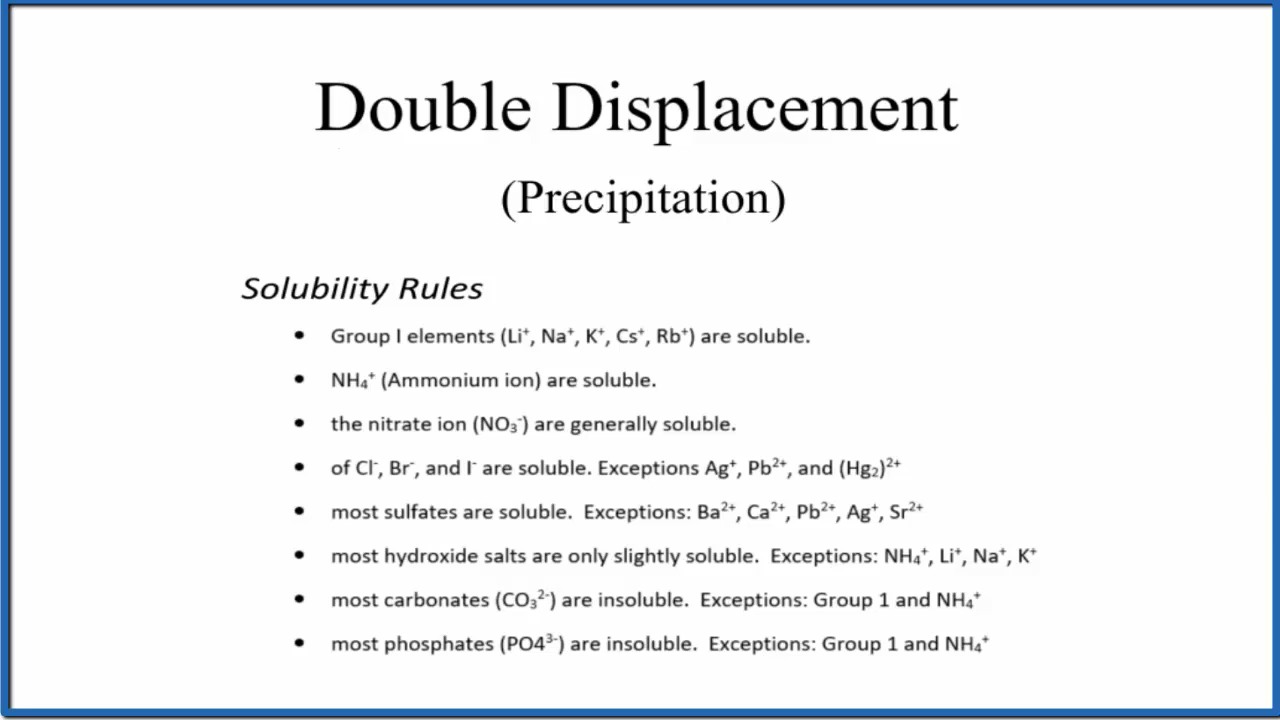 Double Displacement
(Precipitation)
Solubility Rules
• Group I elements (Li⁺, Na⁺, K⁺, Cs⁺, Rb⁺) are soluble.
• NH₄⁺ (Ammonium ion) are soluble.
• the nitrate ion (NO₃⁻) are generally soluble.
• of Cl⁻, Br⁻, and I⁻ are soluble. Exceptions Ag⁺, Pb²⁺, and (Hg₂)²⁺
• most sulfates are soluble.  Exceptions: Ba²⁺, Ca²⁺, Pb²⁺, Ag⁺, Sr²⁺
• most hydroxide salts are only slightly soluble.  Exceptions: NH₄⁺, Li⁺, Na⁺, K⁺
• most carbonates (CO₃²⁻) are insoluble.  Exceptions: Group 1 and NH₄⁺
• most phosphates (PO4³⁻) are insoluble.  Exceptions: Group 1 and NH₄⁺